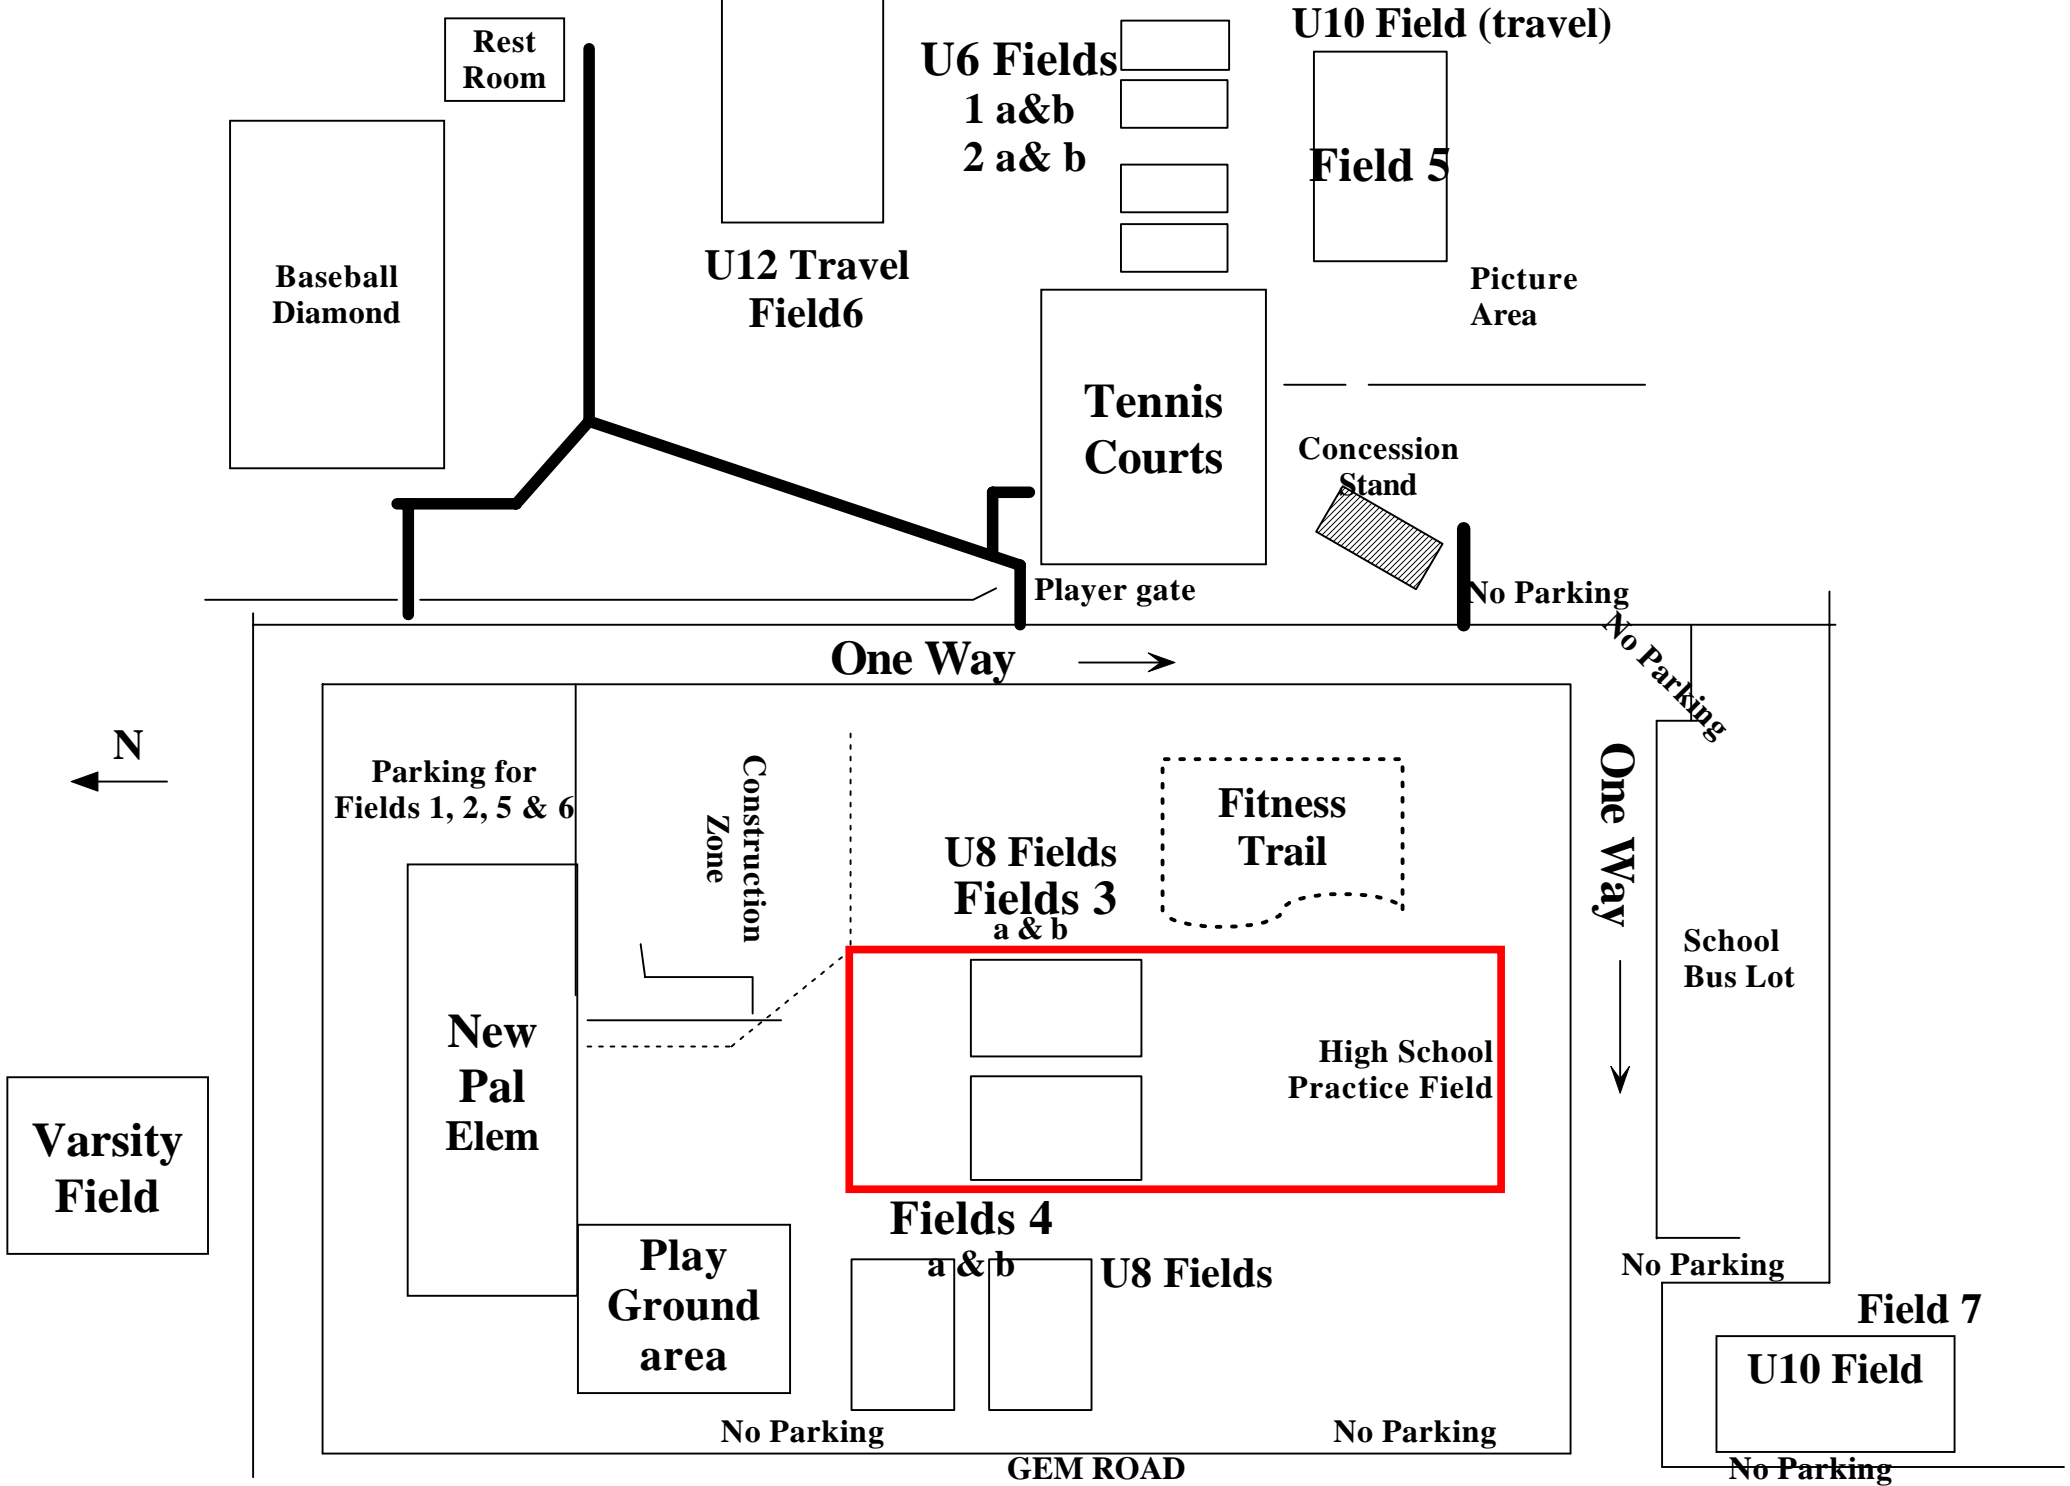 U10 Field (travel)
Rest
Room
U6 Fields
1 a&b
2 a& b
Field 5
U12 Travel
Field6
Baseball
Diamond
Picture
Area
Tennis
Courts
Concession
Stand
Player gate
No Parking
No Parking
One Way
N
Parking for
Fields 1, 2, 5 & 6
Construction
Zone
Fitness
Trail
One Way
U8 Fields
Fields 3
a & b
School
Bus Lot
New
Pal
Elem
High School
Practice Field
Varsity
Field
Fields 4
a & b
U8 Fields
Play
Ground
area
No Parking
Field 7
U10 Field
No Parking
No Parking
GEM ROAD
No Parking